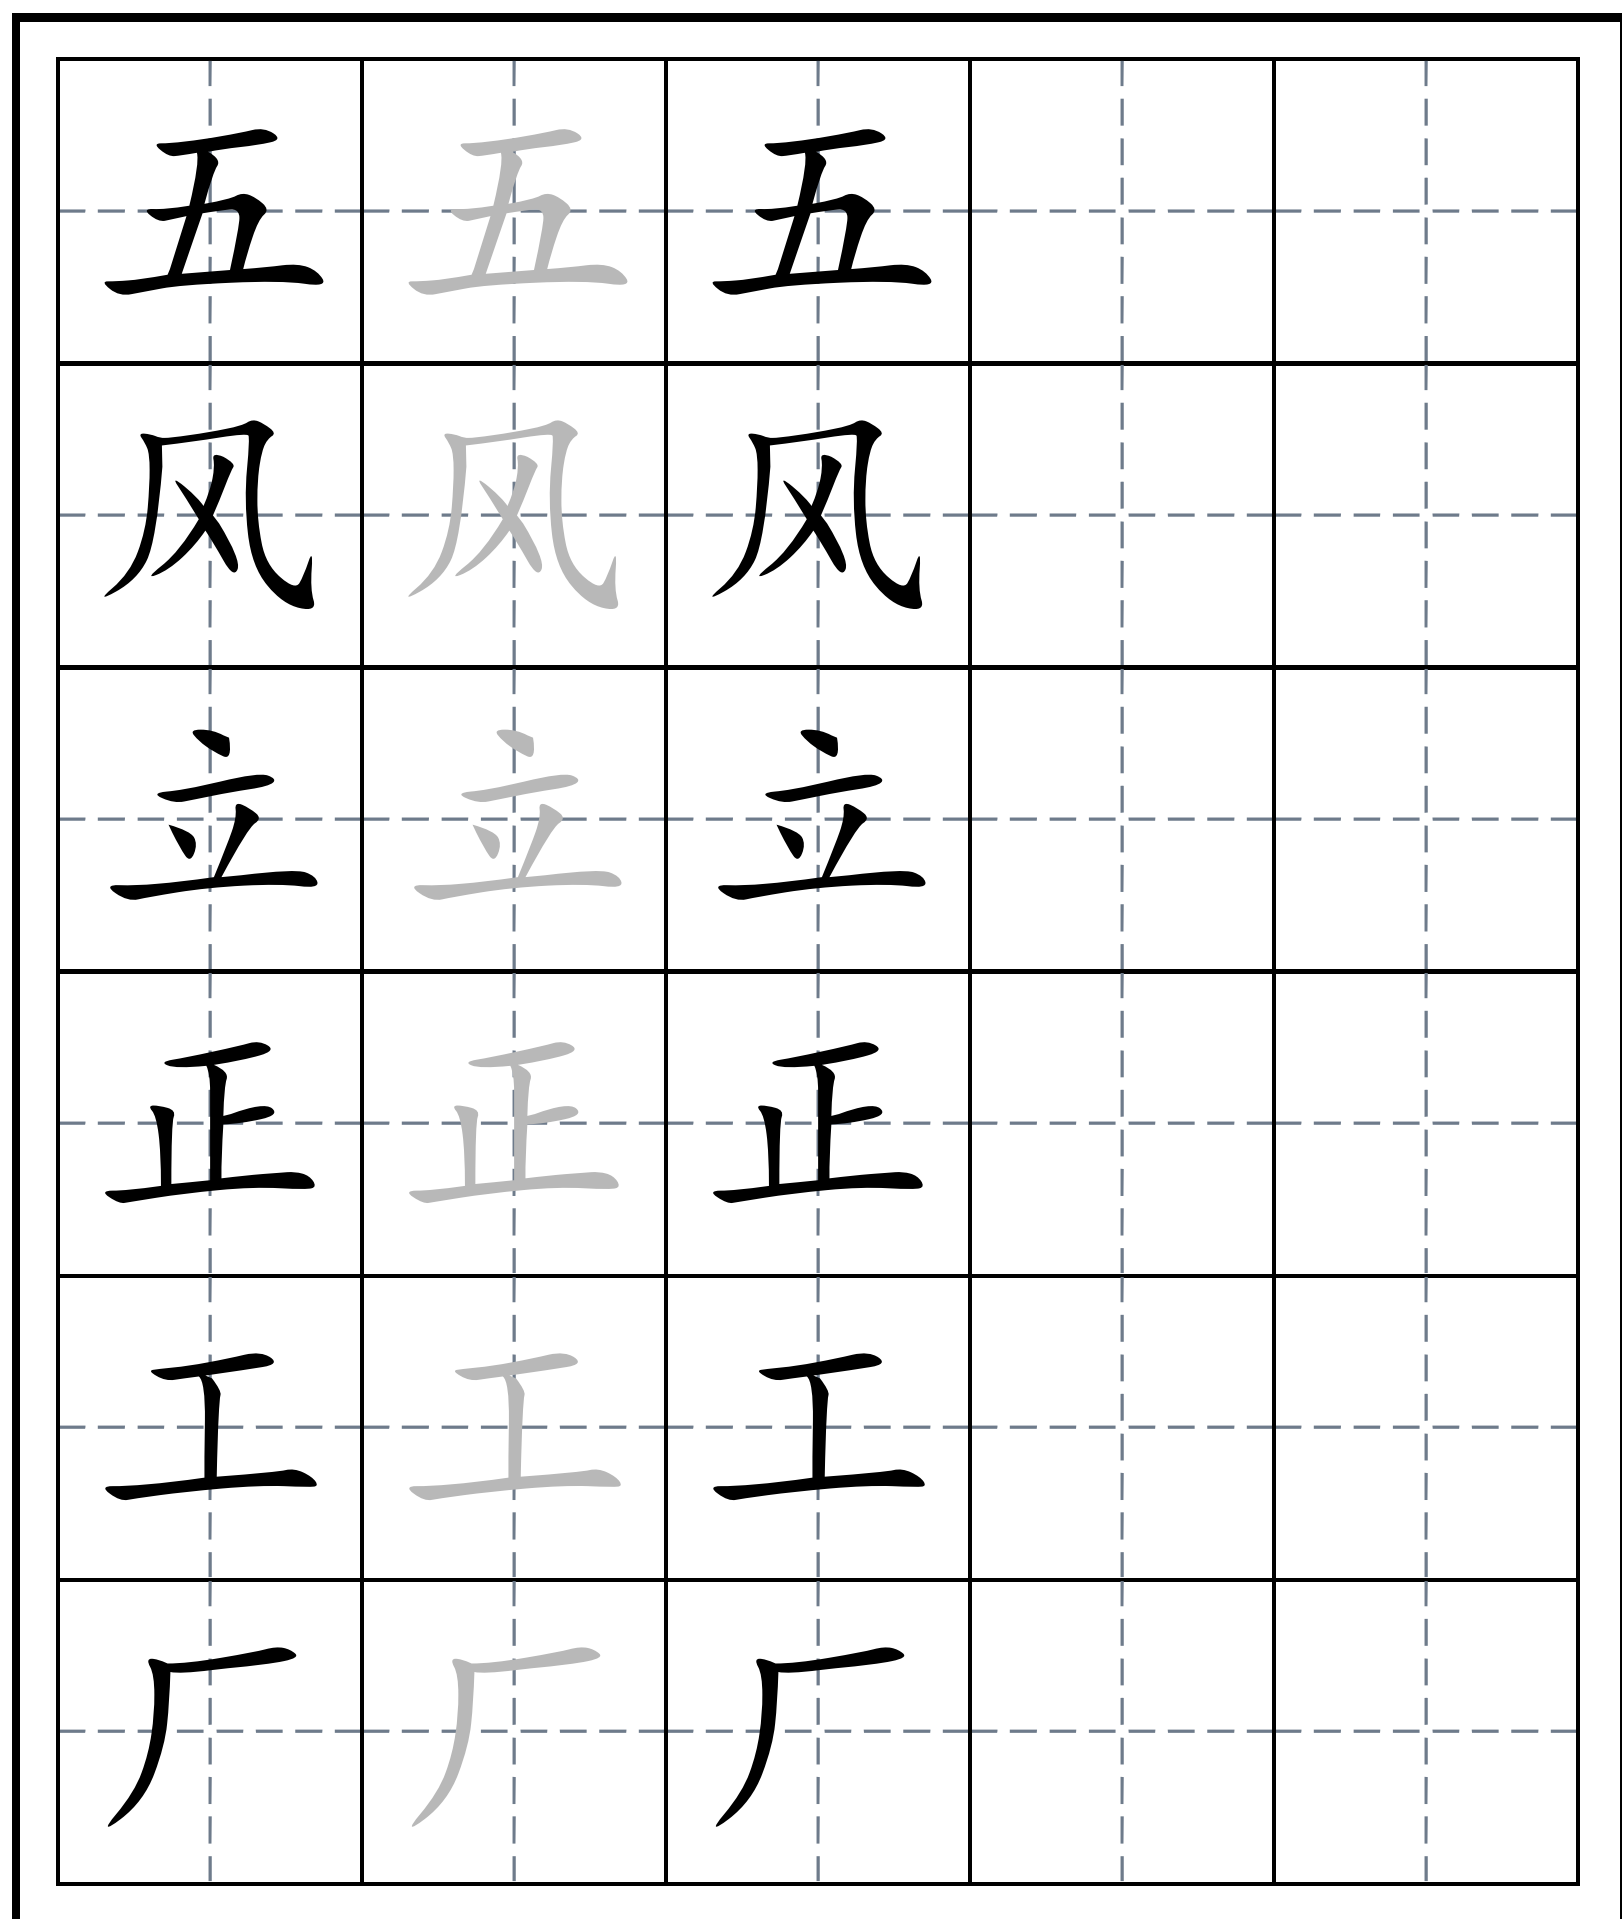 五 五 五
风 风 风
立 立 立
正 正 正
工 工 工
厂 厂 厂